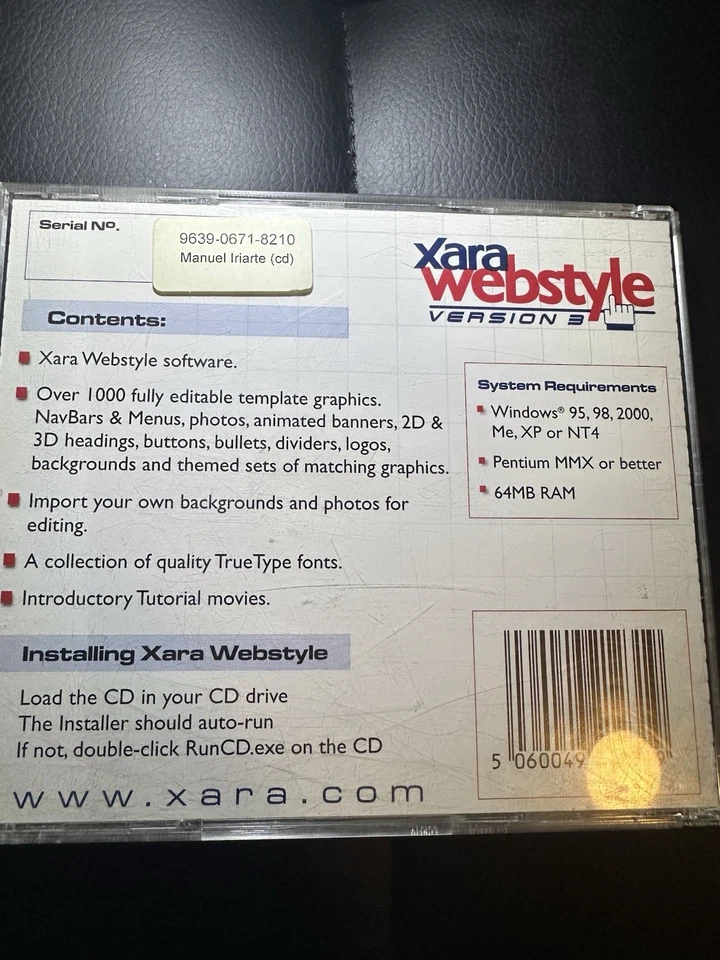 Serial No.
9639-0671-8210
Manuel Iriarte (cd)
xara
webstyle
VERSION 3
Contents:
Xara Webstyle software.
Over 1000 fully editable template graphics.
NavBars & Menus, photos, animated banners, 2D &
3D headings, buttons, bullets, dividers, logos,
backgrounds and themed sets of matching graphics.
Import your own backgrounds and photos for
editing.
A collection of quality TrueType fonts.
Introductory Tutorial movies.
System Requirements
Windows® 95, 98, 2000,
Me, XP or NT4
Pentium MMX or better
64MB RAM
Installing Xara Webstyle
Load the CD in your CD drive
The Installer should auto-run
If not, double-click RunCD.exe on the CD
www.xara.com
5 060049